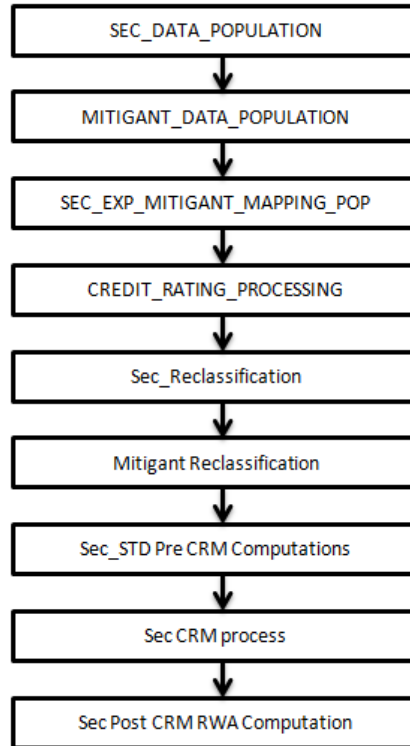 SEC_DATA_POPULATION
MITIGANT_DATA_POPULATION
SEC_EXP_MITIGANT_MAPPING_POP
CREDIT_RATING_PROCESSING
Sec_Reclassification
Mitigant Reclassification
Sec_STD Pre CRM Computations
Sec CRM process
Sec Post CRM RWA Computation